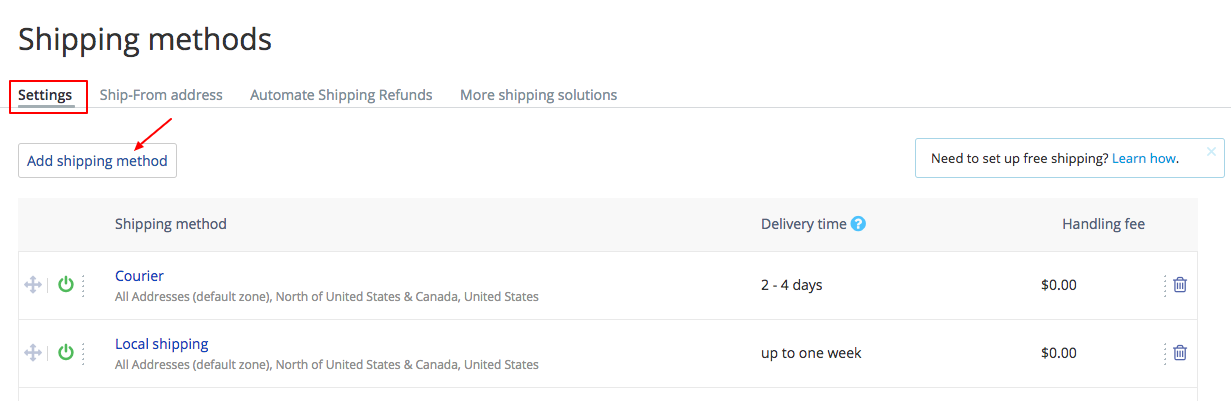 Shipping methods
Settings Ship-From address Automate Shipping Refunds More shipping solutions
Add shipping method
Need to set up free shipping? Learn how.
Shipping method Delivery time ? Handling fee
Courier
All Addresses (default zone), North of United States & Canada, United States
2 - 4 days $0.00
Local shipping
All Addresses (default zone), North of United States & Canada, United States
up to one week $0.00